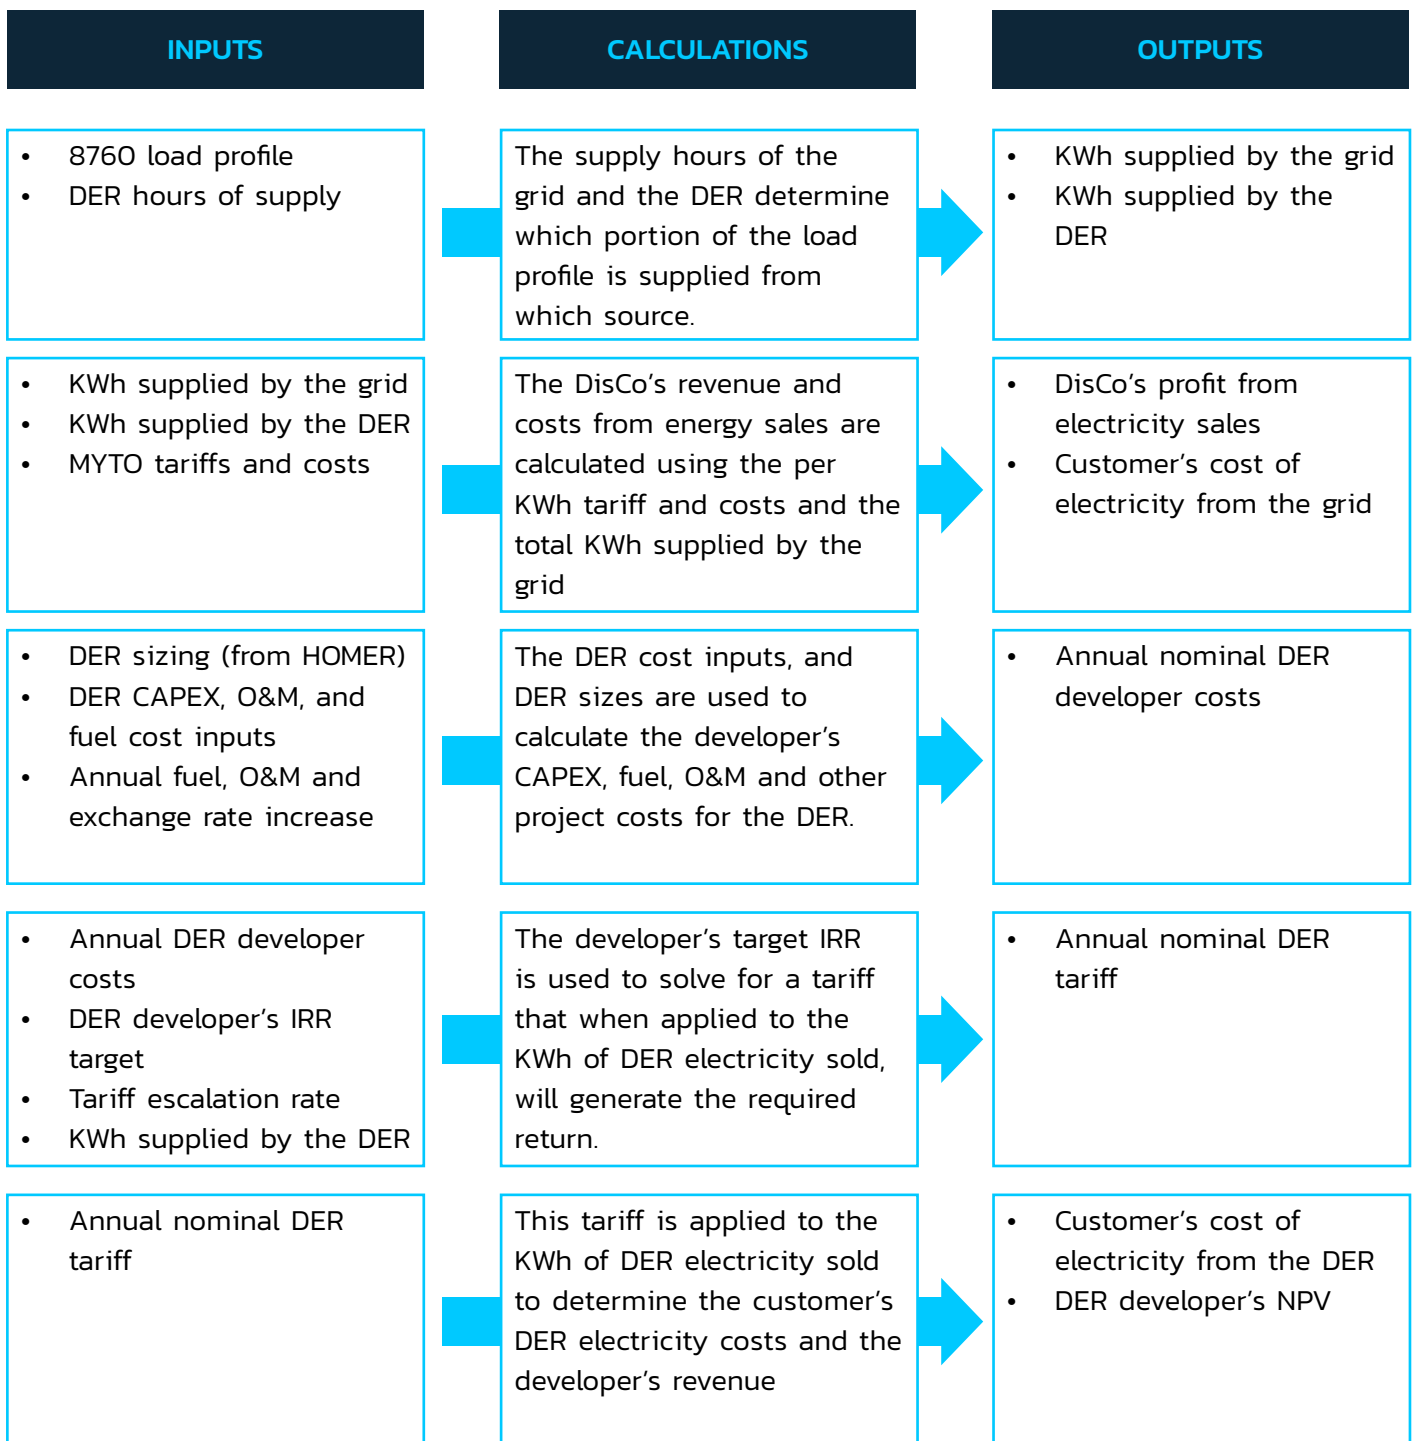 INPUTS
CALCULATIONS
OUTPUTS
• 8760 load profile
• DER hours of supply
The supply hours of the
grid and the DER determine
which portion of the load
profile is supplied from
which source.
• KWh supplied by the grid
• KWh supplied by the
DER
• KWh supplied by the grid
• KWh supplied by the DER
• MYTO tariffs and costs
The DisCo’s revenue and
costs from energy sales are
calculated using the per
KWh tariff and costs and the
total KWh supplied by the
grid
• DisCo’s profit from
electricity sales
• Customer’s cost of
electricity from the grid
• DER sizing (from HOMER)
• DER CAPEX, O&M, and
fuel cost inputs
• Annual fuel, O&M and
exchange rate increase
The DER cost inputs, and
DER sizes are used to
calculate the developer’s
CAPEX, fuel, O&M and other
project costs for the DER.
• Annual nominal DER
developer costs
• Annual DER developer
costs
• DER developer’s IRR
target
• Tariff escalation rate
• KWh supplied by the DER
The developer’s target IRR
is used to solve for a tariff
that when applied to the
KWh of DER electricity sold,
will generate the required
return.
• Annual nominal DER
tariff
• Annual nominal DER
tariff
This tariff is applied to the
KWh of DER electricity sold
to determine the customer’s
DER electricity costs and the
developer’s revenue
• Customer’s cost of
electricity from the DER
• DER developer’s NPV